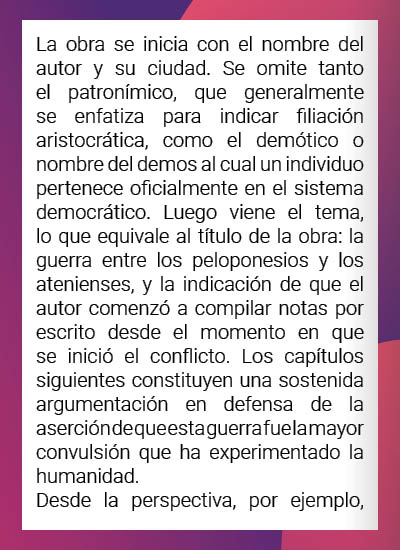 La obra se inicia con el nombre del
autor y su ciudad. Se omite tanto
el patronímico, que generalmente
se enfatiza para indicar filiación
aristocrática, como el demótico o
nombre del demos al cual un individuo
pertenece oficialmente en el sistema
democrático. Luego viene el tema,
lo que equivale al título de la obra: la
guerra entre los peloponesios y los
atenienses, y la indicación de que el
autor comenzó a compilar notas por
escrito desde el momento en que
se inició el conflicto. Los capítulos
siguientes constituyen una sostenida
argumentación en defensa de la
aserción de que esta guerra fue la mayor
convulsión que ha experimentado la
humanidad.
Desde la perspectiva, por ejemplo,